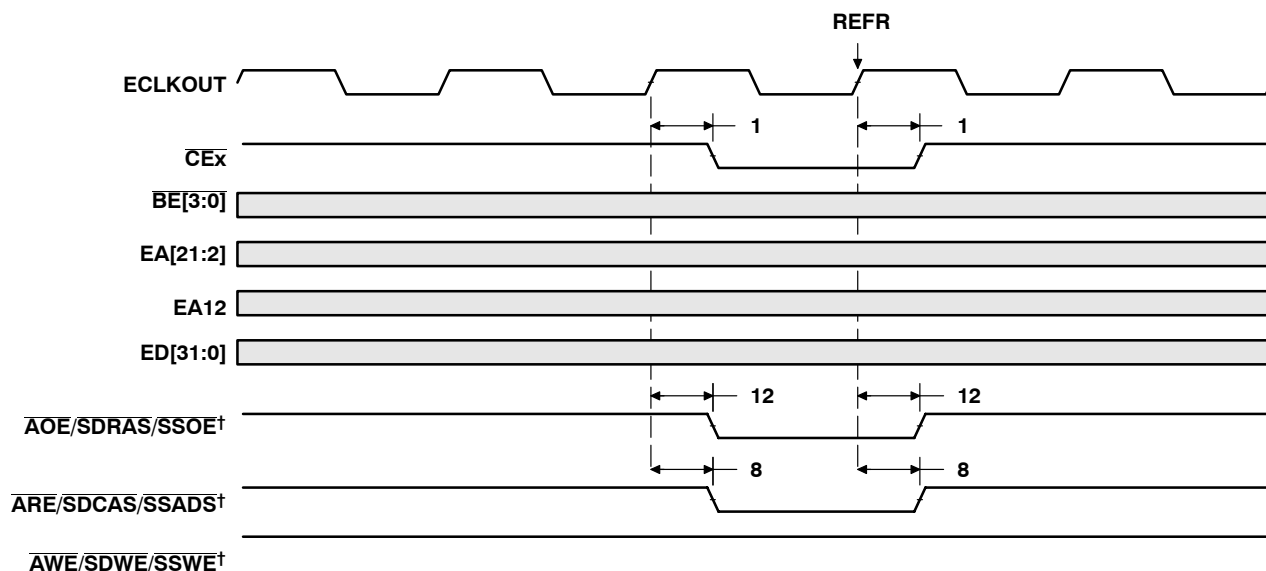 REFR
ECLKOUT
1 1
CEx
BE[3:0]
EA[21:2]
EA12
ED[31:0]
12 12
AOE/SDRAS/SSOE†
8 8
ARE/SDCAS/SSADS†
AWE/SDWE/SSWE†